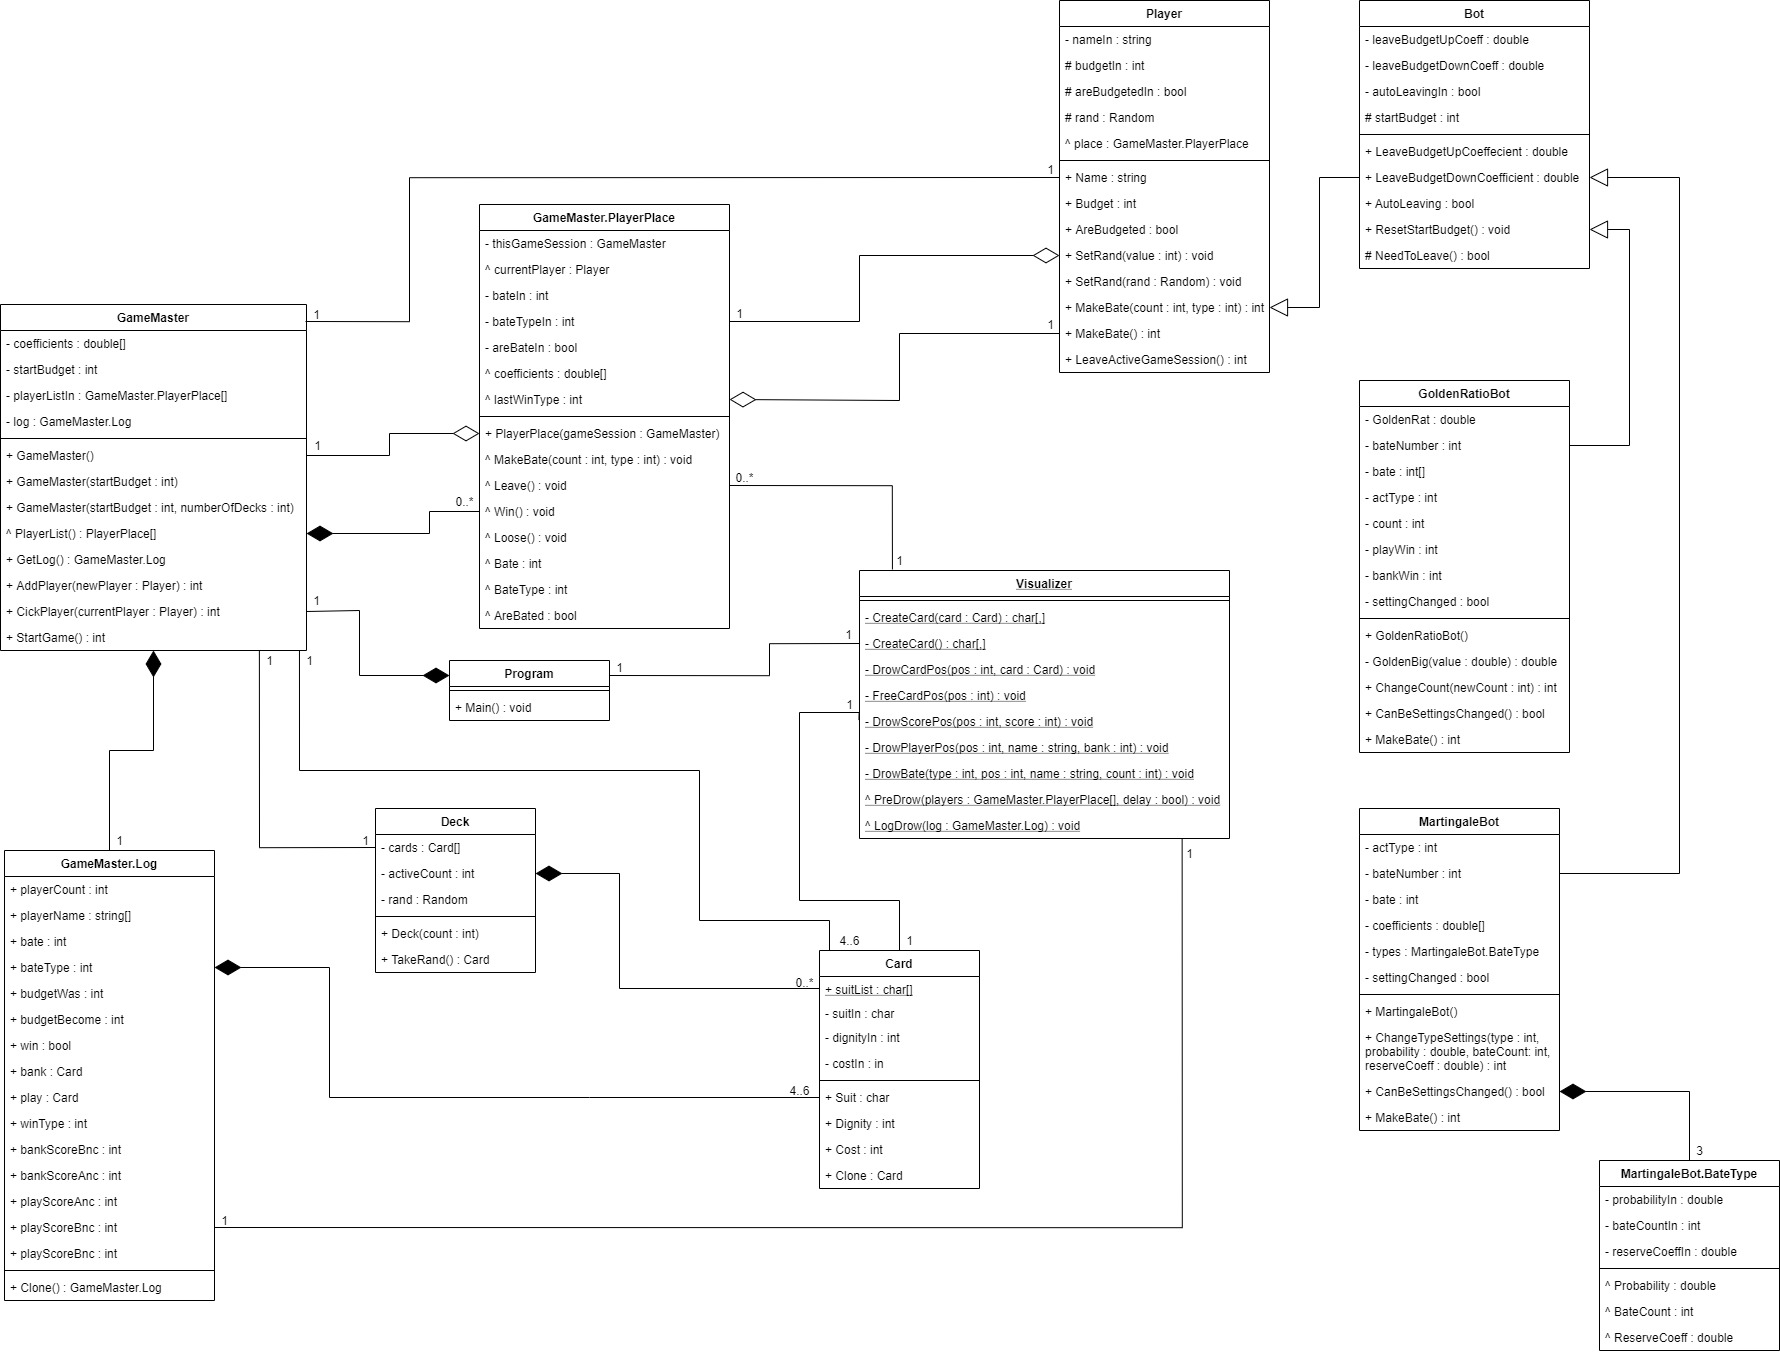 Player
- nameIn : string
# budgetIn : int
# areBudgetedIn : bool
# rand : Random
^ place : GameMaster.PlayerPlace
+ Name : string
+ Budget : int
+ AreBudgeted : bool
+ SetRand(value : int) : void
+ SetRand(rand : Random) : void
+ MakeBate(count : int, type : int) : int
+ MakeBate() : int
+ LeaveActiveGameSession() : int
Bot
- leaveBudgetUpCoeff : double
- leaveBudgetDownCoeff : double
- autoLeavingIn : bool
# startBudget : int
+ LeaveBudgetUpCoeffecient : double
+ LeaveBudgetDownCoefficient : double
+ AutoLeaving : bool
+ ResetStartBudget() : void
# NeedToLeave() : bool
1
1
1
1
1
0..*
0..*
1
1
GameMaster.PlayerPlace
- thisGameSession : GameMaster
^ currentPlayer : Player
- bateIn : int
- bateTypeIn : int
- areBateIn : bool
^ coefficients : double[]
^ lastWinType : int
+ PlayerPlace(gameSession : GameMaster)
^ MakeBate(count : int, type : int) : void
^ Leave() : void
^ Win() : void
^ Loose() : void
^ Bate : int
^ BateType : int
^ AreBated : bool
GameMaster
- coefficients : double[]
- startBudget : int
- playerListIn : GameMaster.PlayerPlace[]
- log : GameMaster.Log
+ GameMaster()
+ GameMaster(startBudget : int)
+ GameMaster(startBudget : int, numberOfDecks : int)
^ PlayerList() : PlayerPlace[]
+ GetLog() : GameMaster.Log
+ AddPlayer(newPlayer : Player) : int
+ CickPlayer(currentPlayer : Player) : int
+ StartGame() : int
GoldenRatioBot
- GoldenRat : double
- bateNumber : int
- bate : int[]
- actType : int
- count : int
- playWin : int
- bankWin : int
- settingChanged : bool
+ GoldenRatioBot()
- GoldenBig(value : double) : double
+ ChangeCount(newCount : int) : int
+ CanBeSettingsChanged() : bool
+ MakeBate() : int
Visualizer
- CreateCard(card : Card) : char[,]
- CreateCard() : char[,]
- DrowCardPos(pos : int, card : Card) : void
- FreeCardPos(pos : int) : void
- DrowScorePos(pos : int, score : int) : void
- DrowPlayerPos(pos : int, name : string, bank : int) : void
- DrowBate(type : int, pos : int, name : string, count : int) : void
^ PreDrow(players : GameMaster.PlayerPlace[], delay : bool) : void
^ LogDrow(log : GameMaster.Log) : void
Program
+ Main() : void
1
1
1
1
1
1
1
1
Deck
- cards : Card[]
- activeCount : int
- rand : Random
+ Deck(count : int)
+ TakeRand() : Card
MartingaleBot
- actType : int
- bateNumber : int
- bate : int
- coefficients : double[]
- types : MartingaleBot.BateType
- settingChanged : bool
+ MartingaleBot()
+ ChangeTypeSettings(type : int,
probability : double, bateCount: int,
reserveCoeff : double) : int
+ CanBeSettingsChanged() : bool
+ MakeBate() : int
GameMaster.Log
+ playerCount : int
+ playerName : string[]
+ bate : int
+ bateType : int
+ budgetWas : int
+ budgetBecome : int
+ win : bool
+ bank : Card
+ play : Card
+ winType : int
+ bankScoreBnc : int
+ bankScoreAnc : int
+ playScoreAnc : int
+ playScoreBnc : int
+ playScoreBnc : int
+ Clone() : GameMaster.Log
4..6
1
0..*
4..6
Card
+ suitList : char[]
- suitIn : char
- dignityIn : int
- costIn : in
+ Suit : char
+ Dignity : int
+ Cost : int
+ Clone : Card
1
3
MartingaleBot.BateType
- probabilityIn : double
- bateCountIn : int
- reserveCoeffIn : double
^ Probability : double
^ BateCount : int
^ ReserveCoeff : double